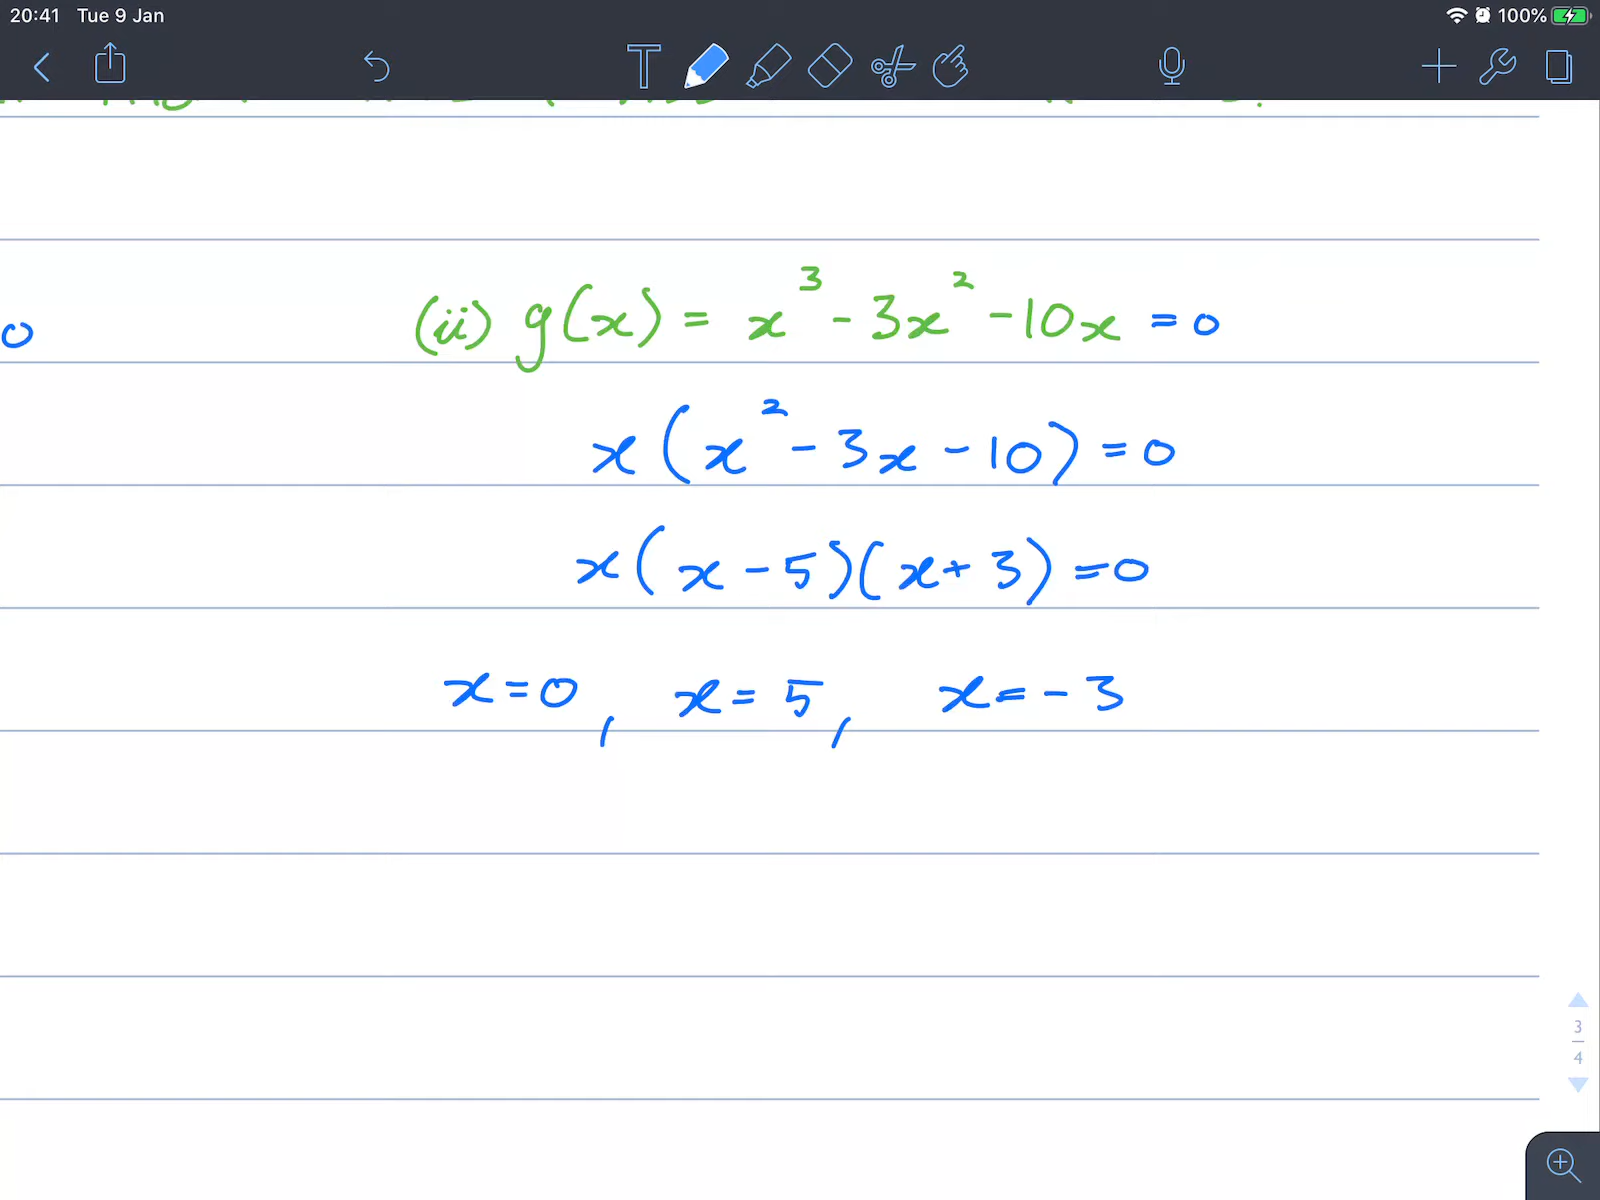 20:41 Tue 9 Jan 100%
T
(ii) g(x) = x³ - 3x² - 10x = 0
0
x(x² - 3x - 10) = 0
x(x - 5)(x + 3) = 0
x = 0, x = 5, x = - 3
3
4